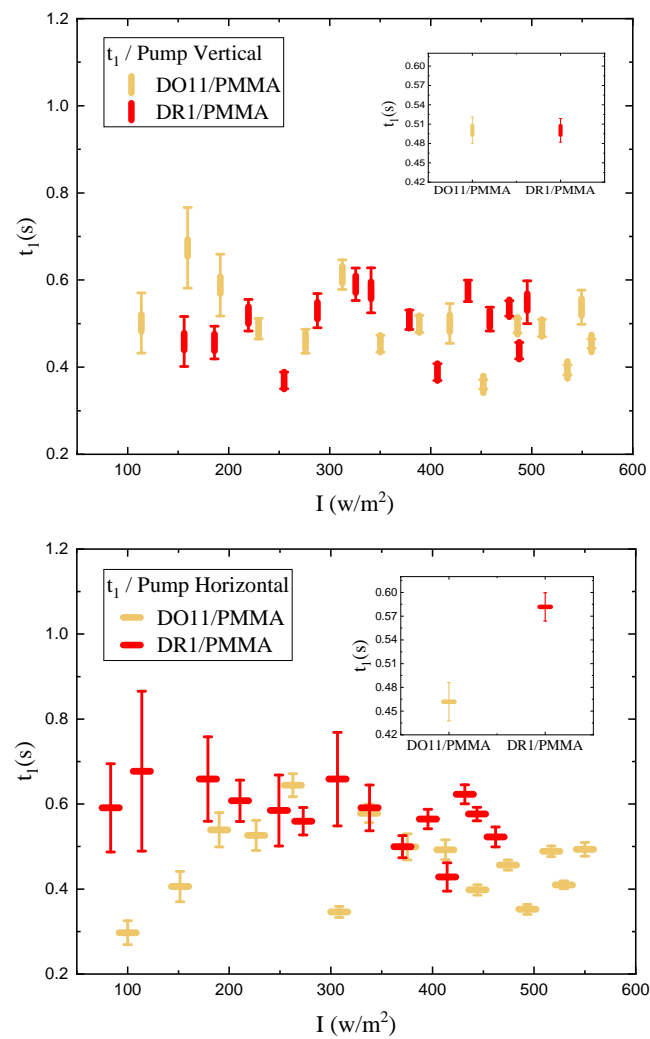 1.2
1.0
0.8
0.6
0.4
0.2
t₁(s)
t₁ / Pump Vertical
DO11/PMMA
DR1/PMMA
0.60
0.57
0.54
0.51
0.48
0.45
0.42
t₁(s)
DO11/PMMA DR1/PMMA
100 200 300 400 500 600
I (w/m²)
1.2
1.0
0.8
0.6
0.4
0.2
t₁(s)
t₁ / Pump Horizontal
DO11/PMMA
DR1/PMMA
0.60
0.57
0.54
0.51
0.48
0.45
0.42
t₁(s)
DO11/PMMA DR1/PMMA
100 200 300 400 500 600
I (w/m²)